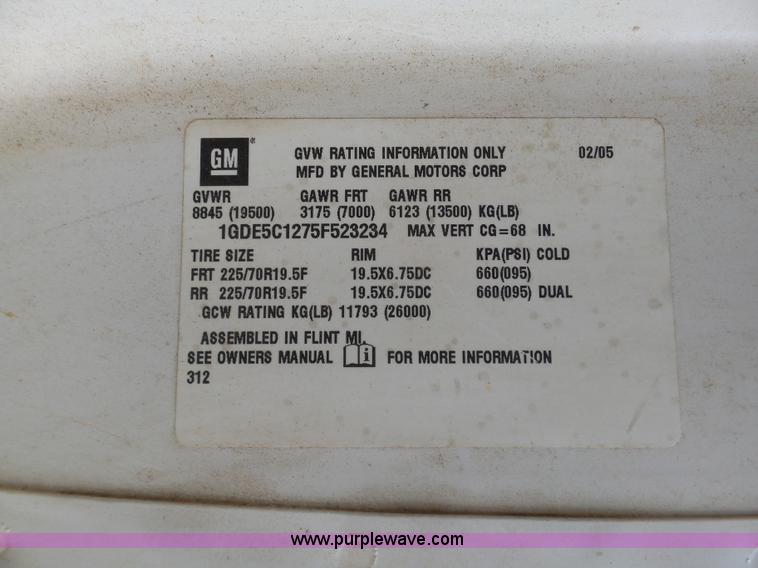 GM ® GVW RATING INFORMATION ONLY 02/05
MFD BY GENERAL MOTORS CORP
GVWR GAWR FRT GAWR RR
8845 (19500) 3175 (7000) 6123 (13500) KG(LB)
1GDE5C1275F523234 MAX VERT CG=68 IN.
TIRE SIZE RIM KPA(PSI) COLD
FRT 225/70R19.5F 19.5X6.75DC 660(095)
RR 225/70R19.5F 19.5X6.75DC 660(095) DUAL
GCW RATING KG(LB) 11793 (26000)
ASSEMBLED IN FLINT MI.
SEE OWNERS MANUAL i FOR MORE INFORMATION
312
www.purplewave.com